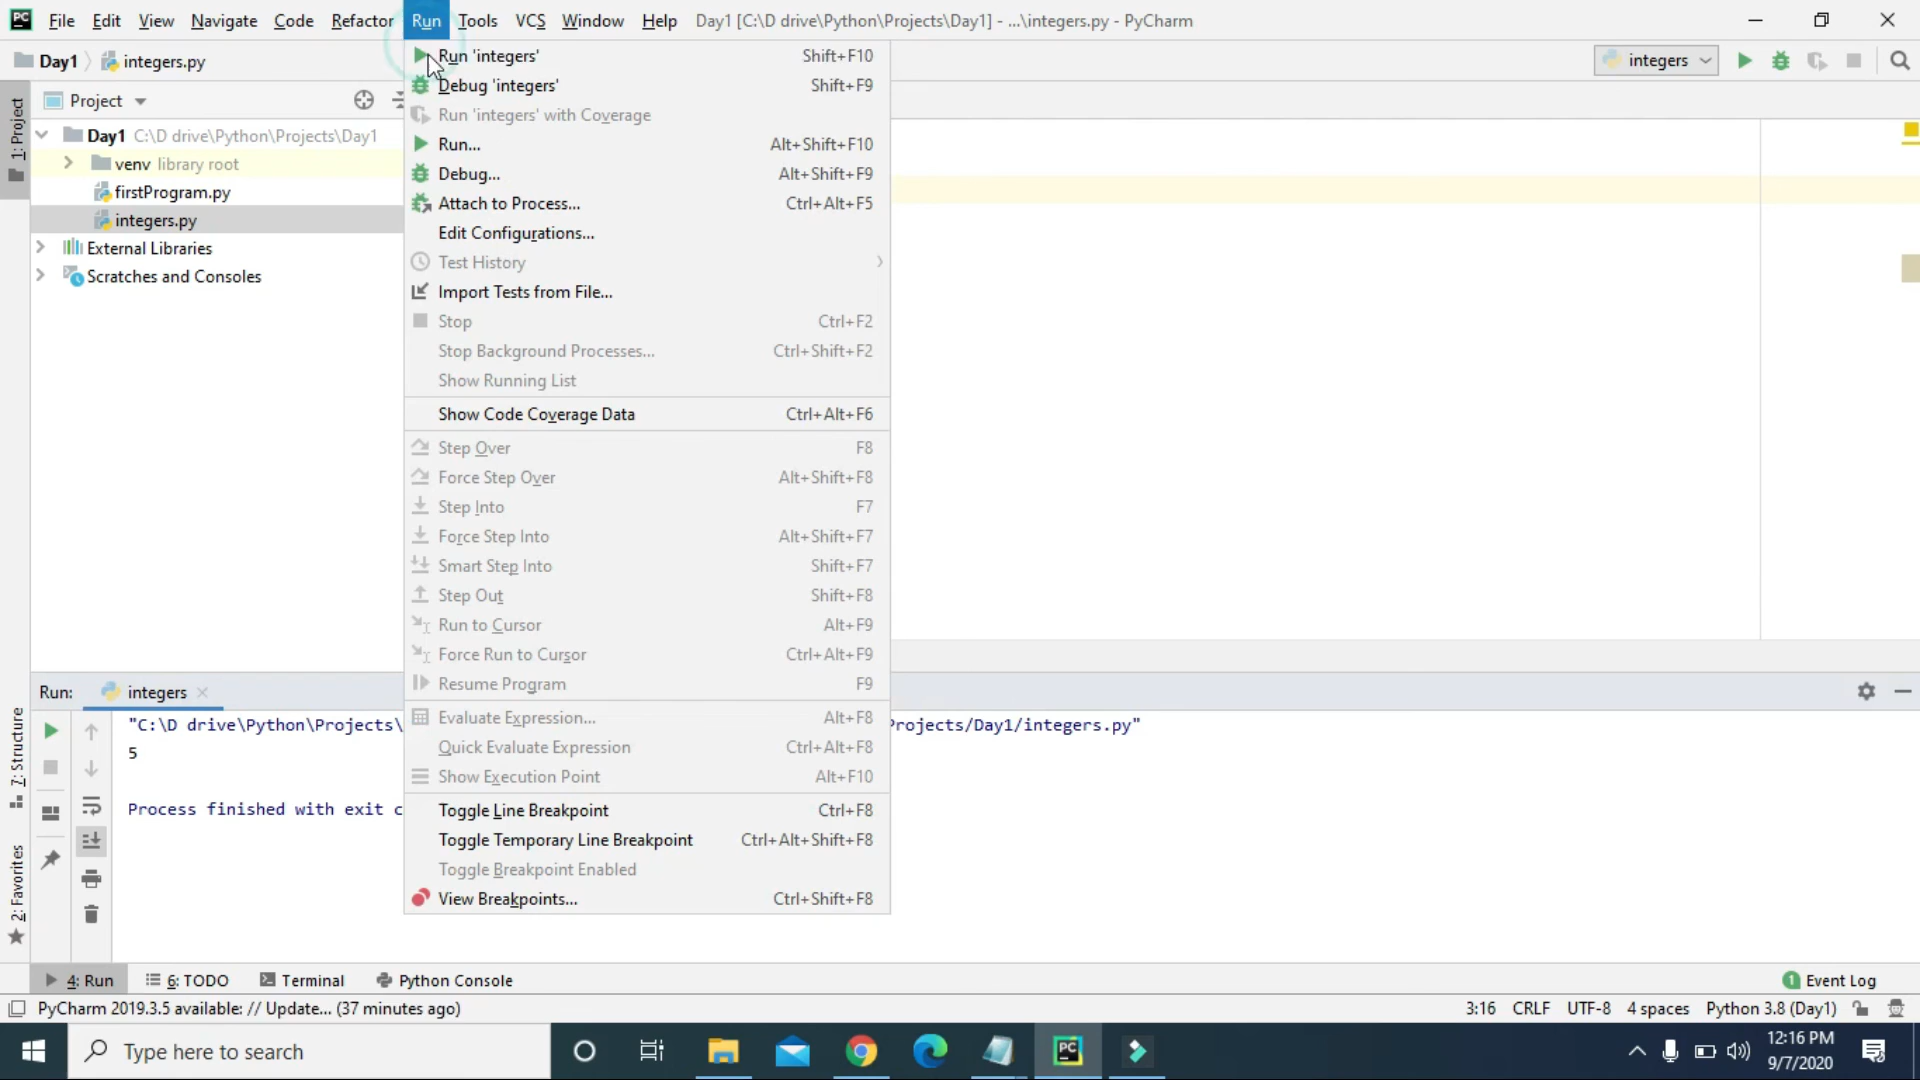 PC File Edit View Navigate Code Refactor Run Tools VCS Window Help Day1 [C:\D drive\Python\Projects\Day1] - ...\integers.py - PyCharm
Day1 integers.py
integers
Project
Day1 C:\D drive\Python\Projects\Day1
venv library root
firstProgram.py
integers.py
External Libraries
Scratches and Consoles
1: Project
7: Structure
2: Favorites
Run 'integers' Shift+F10
Debug 'integers' Shift+F9
Run 'integers' with Coverage
Run... Alt+Shift+F10
Debug... Alt+Shift+F9
Attach to Process... Ctrl+Alt+F5
Edit Configurations...
Test History
Import Tests from File...
Stop Ctrl+F2
Stop Background Processes... Ctrl+Shift+F2
Show Running List
Show Code Coverage Data Ctrl+Alt+F6
Step Over F8
Force Step Over Alt+Shift+F8
Step Into F7
Force Step Into Alt+Shift+F7
Smart Step Into Shift+F7
Step Out Shift+F8
Run to Cursor Alt+F9
Force Run to Cursor Ctrl+Alt+F9
Resume Program F9
Evaluate Expression... Alt+F8
Quick Evaluate Expression Ctrl+Alt+F8
Show Execution Point Alt+F10
Toggle Line Breakpoint Ctrl+F8
Toggle Temporary Line Breakpoint Ctrl+Alt+Shift+F8
Toggle Breakpoint Enabled
View Breakpoints... Ctrl+Shift+F8
Run: integers
"C:\D drive\Python\Projects\ Projects/Day1/integers.py"
5
Process finished with exit c
4: Run 6: TODO Terminal Python Console 1 Event Log
PyCharm 2019.3.5 available: // Update... (37 minutes ago) 3:16 CRLF UTF-8 4 spaces Python 3.8 (Day1)
Type here to search PC 12:16 PM
9/7/2020